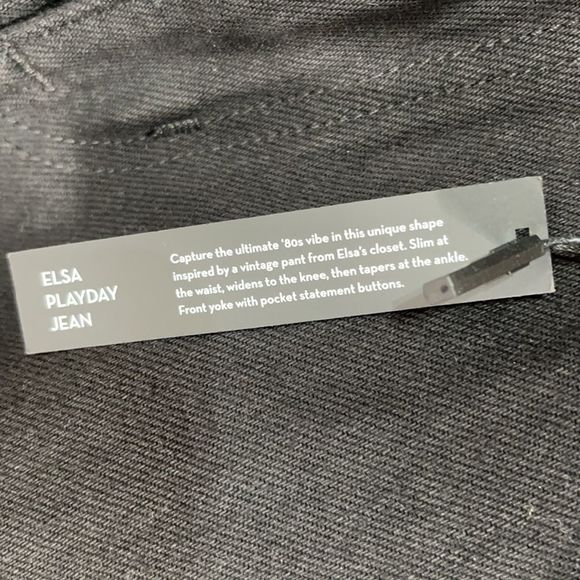 ELSA
PLAYDAY
JEAN
Capture the ultimate '80s vibe in this unique shape
inspired by a vintage pant from Elsa's closet. Slim at
the waist, widens to the knee, then tapers at the ankle.
Front yoke with pocket statement buttons.